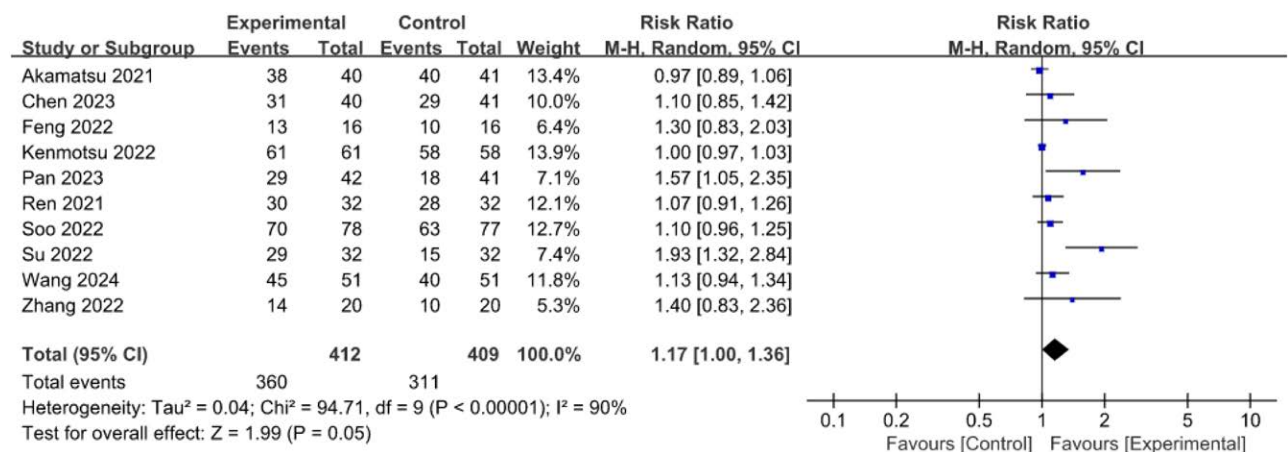 Experimental Control Risk Ratio Risk Ratio
Study or Subgroup Events Total Events Total Weight M-H, Random, 95% CI M-H, Random, 95% CI
Akamatsu 2021 38 40 40 41 13.4% 0.97 [0.89, 1.06]
Chen 2023 31 40 29 41 10.0% 1.10 [0.85, 1.42]
Feng 2022 13 16 10 16 6.4% 1.30 [0.83, 2.03]
Kenmotsu 2022 61 61 58 58 13.9% 1.00 [0.97, 1.03]
Pan 2023 29 42 18 41 7.1% 1.57 [1.05, 2.35]
Ren 2021 30 32 28 32 12.1% 1.07 [0.91, 1.26]
Soo 2022 70 78 63 77 12.7% 1.10 [0.96, 1.25]
Su 2022 29 32 15 32 7.4% 1.93 [1.32, 2.84]
Wang 2024 45 51 40 51 11.8% 1.13 [0.94, 1.34]
Zhang 2022 14 20 10 20 5.3% 1.40 [0.83, 2.36]
Total (95% CI) 412 409 100.0% 1.17 [1.00, 1.36]
Total events 360 311
Heterogeneity: Tau² = 0.04; Chi² = 94.71, df = 9 (P < 0.00001); I² = 90%
Test for overall effect: Z = 1.99 (P = 0.05)
0.1 0.2 0.5 1 2 5 10
Favours [Control] Favours [Experimental]